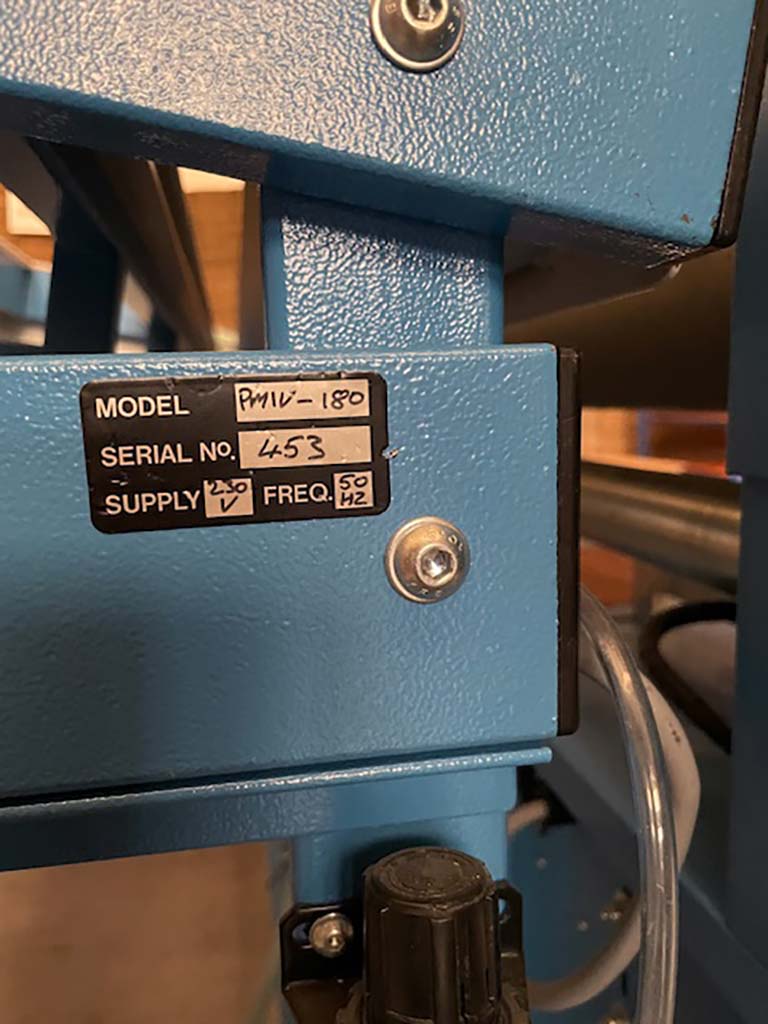 MODEL PMIV-180
SERIAL NO. 453
SUPPLY 230 V FREQ. 50 HZ